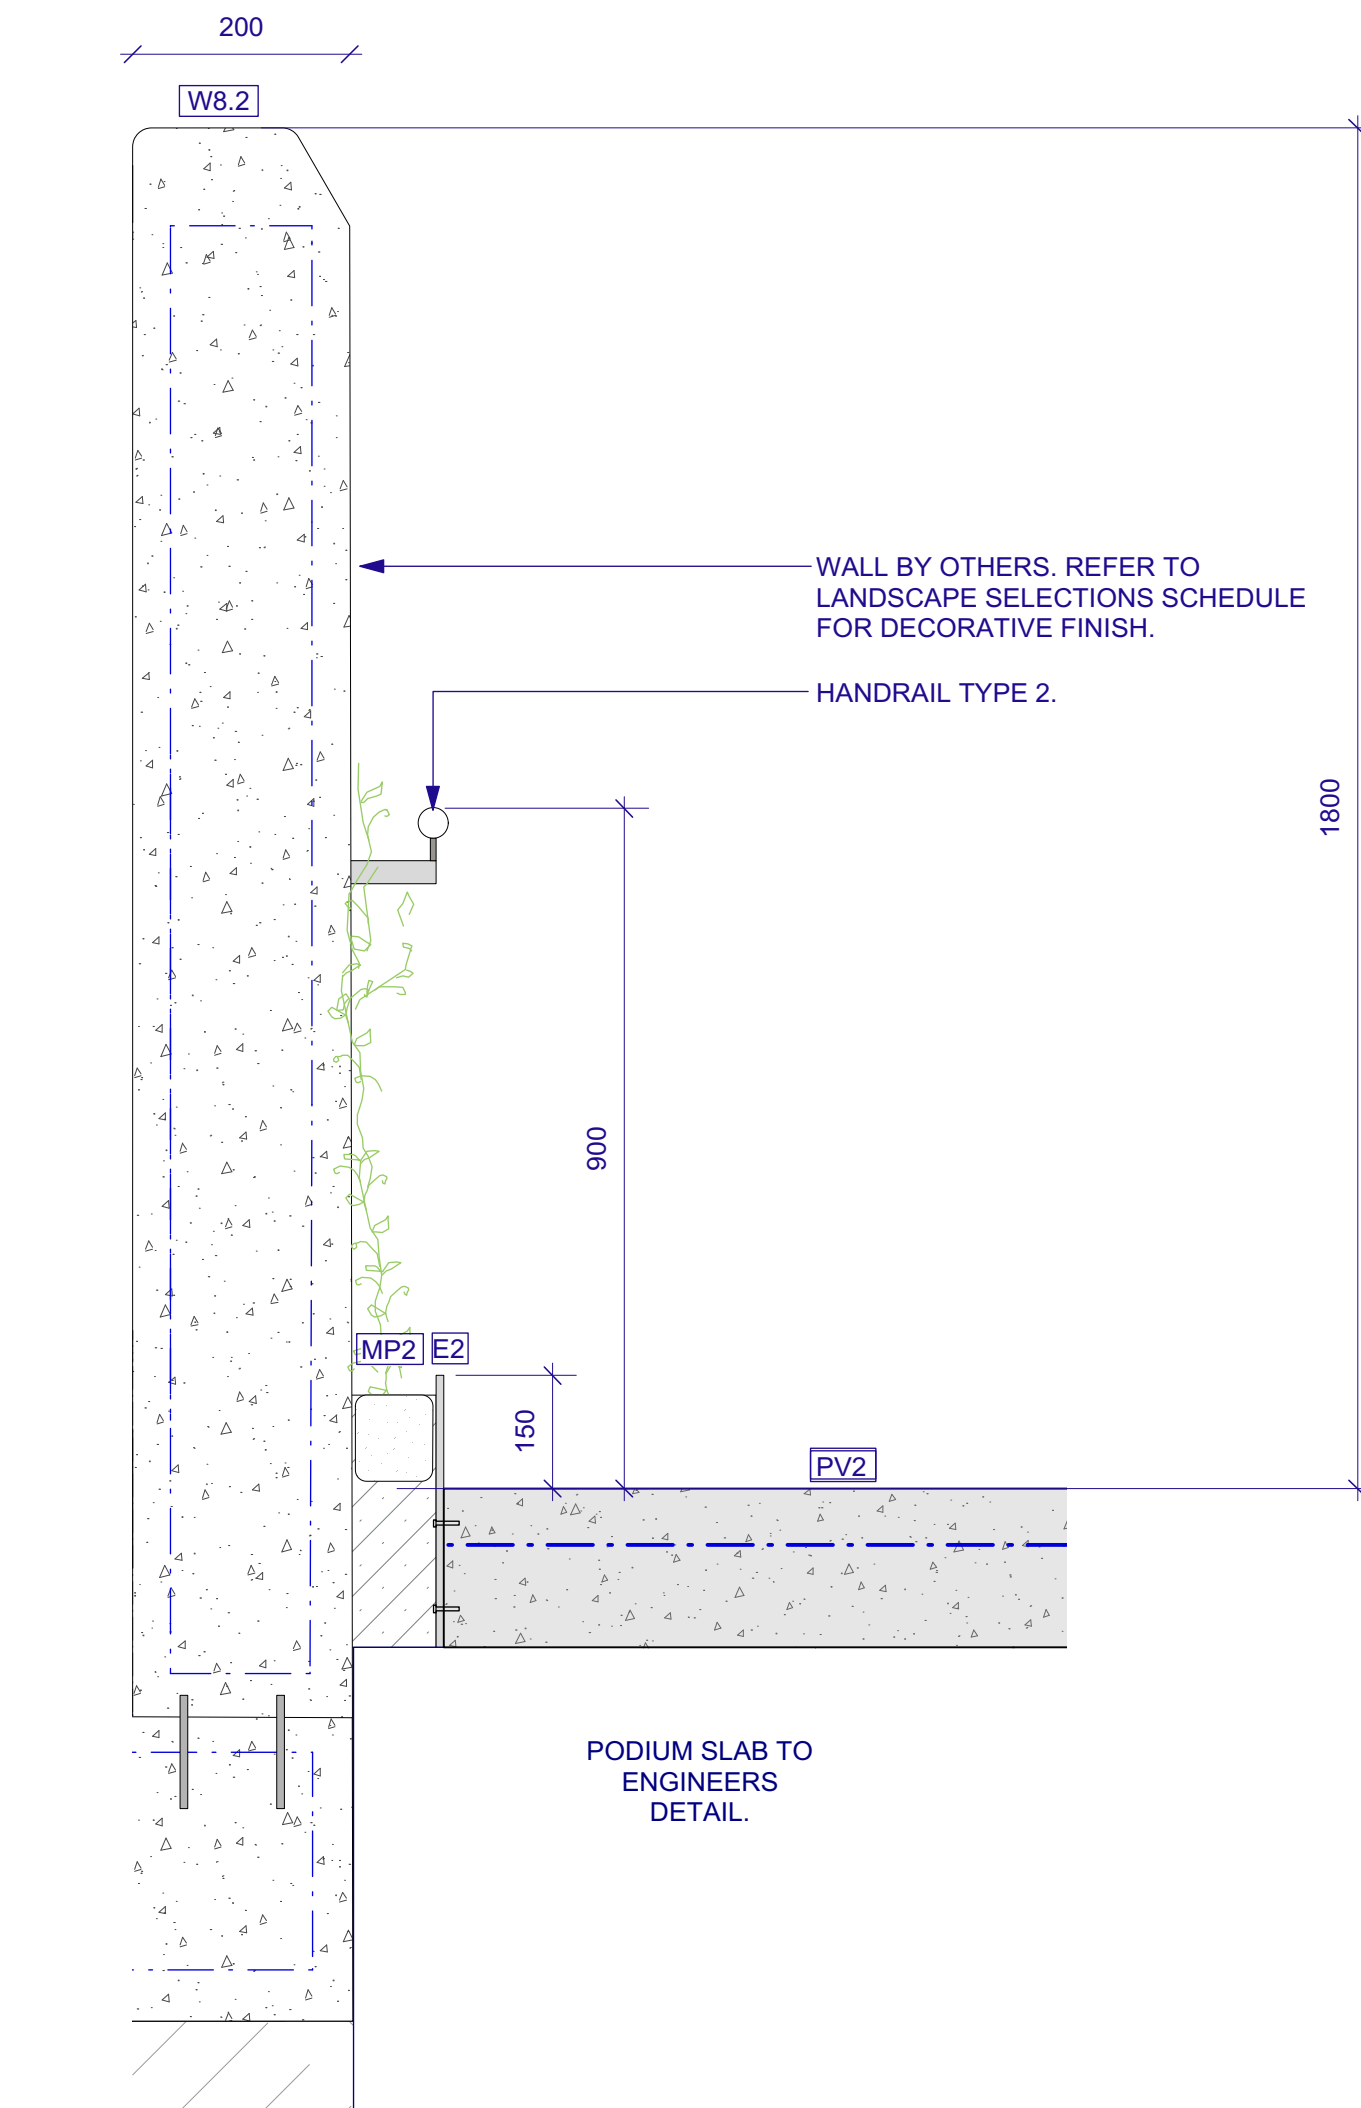 200
W8.2
WALL BY OTHERS. REFER TO
LANDSCAPE SELECTIONS SCHEDULE
FOR DECORATIVE FINISH.
HANDRAIL TYPE 2.
1800
900
MP2 E2
150
PV2
PODIUM SLAB TO
ENGINEERS
DETAIL.